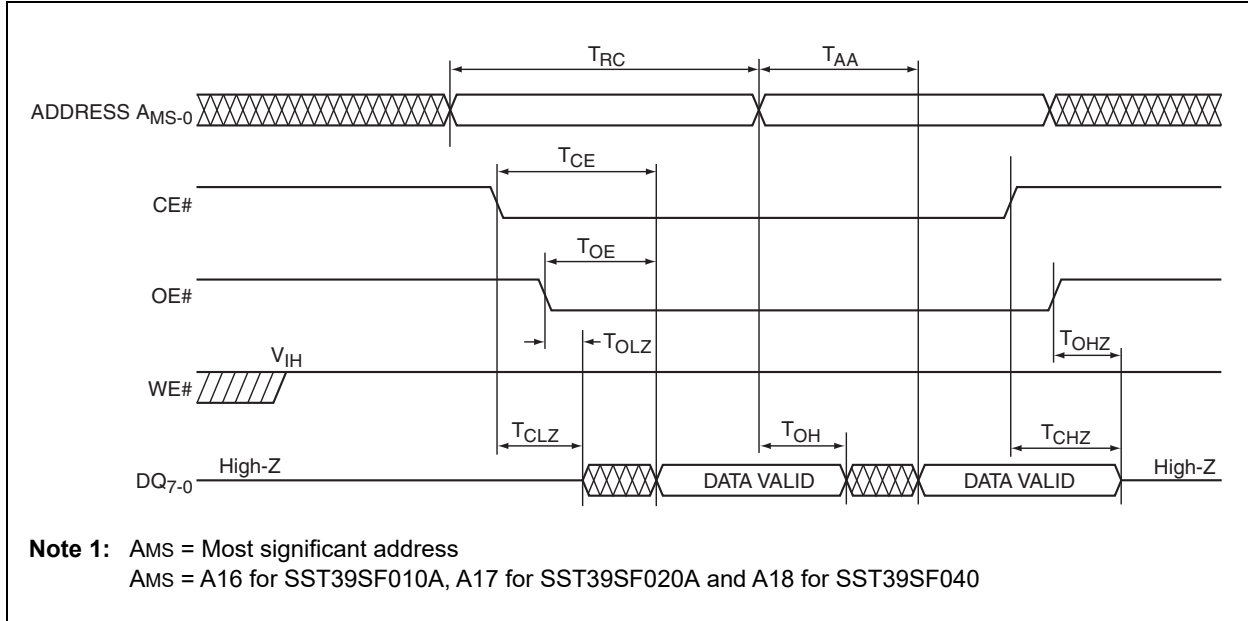 TRC TAA
ADDRESS AMS-0
TCE
CE#
TOE
OE#
TOLZ TOHZ
VIH
WE#
TCLZ TOH TCHZ
High-Z High-Z
DQ7-0 DATA VALID DATA VALID
Note 1: AMS = Most significant address
AMS = A16 for SST39SF010A, A17 for SST39SF020A and A18 for SST39SF040